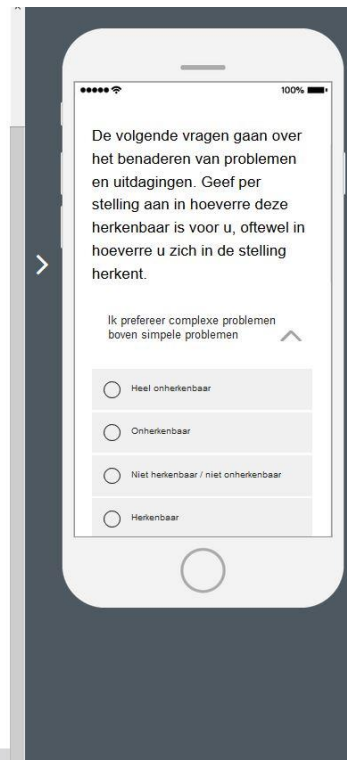 100%
De volgende vragen gaan over
het benaderen van problemen
en uitdagingen. Geef per
stelling aan in hoeverre deze
herkenbaar is voor u, oftewel in
hoeverre u zich in de stelling
herkent.
Ik prefereer complexe problemen
boven simpele problemen
Heel onherkenbaar
Onherkenbaar
Niet herkenbaar / niet onherkenbaar
Herkenbaar